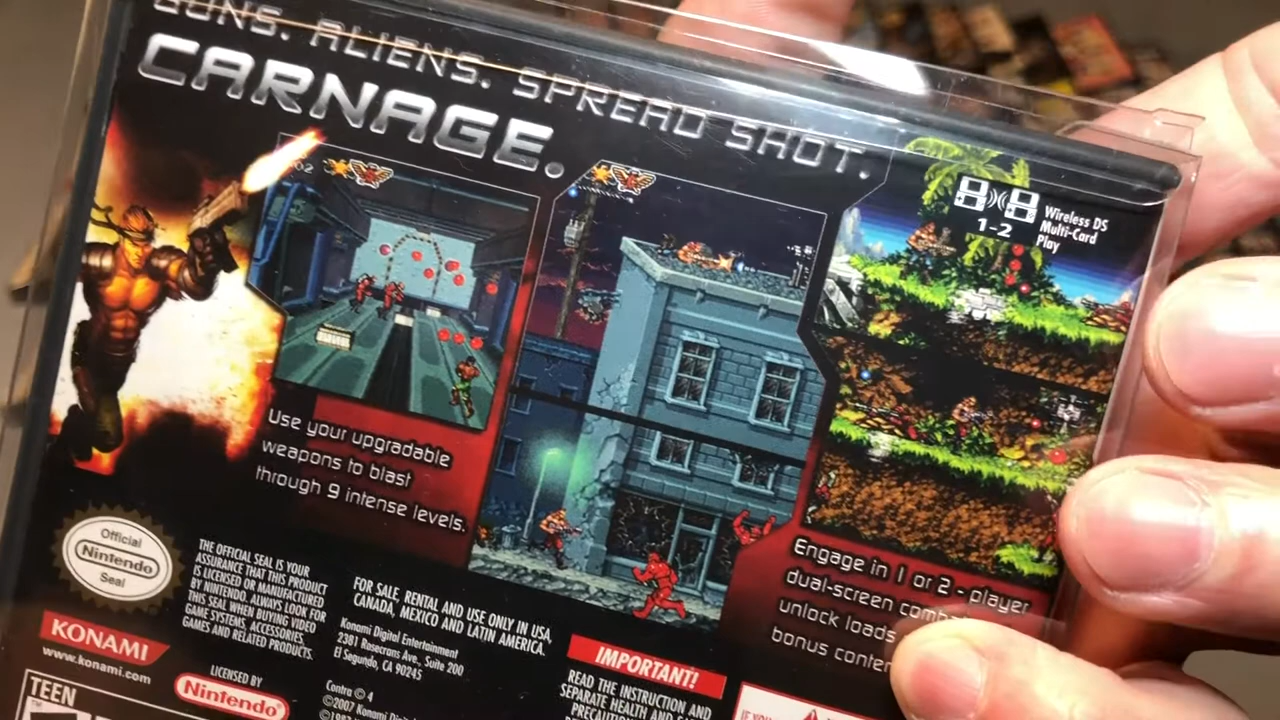 GUNS. ALIENS. SPREAD SHOT.
CARNAGE.
1-2
Wireless DS
Multi-Card
Play
Use your upgradable
weapons to blast
through 9 intense levels.
Engage in 1 or 2 - player
dual-screen
unlock loads
bonus
Official
Nintendo
Seal
THE OFFICIAL SEAL IS YOUR
ASSURANCE THAT THIS PRODUCT
IS LICENSED OR MANUFACTURED
BY NINTENDO. ALWAYS LOOK FOR
THIS SEAL WHEN BUYING VIDEO
GAME SYSTEMS, ACCESSORIES,
GAMES AND RELATED PRODUCTS.
FOR SALE, RENTAL AND USE ONLY IN USA,
CANADA, MEXICO AND LATIN AMERICA.
Konami Digital Entertainment
2381 Rosecrans Ave., Suite 200
El Segundo, CA 90245
Contra © 4
©2007 Konami
KONAMI
www.konami.com
LICENSED BY
Nintendo
TEEN
IMPORTANT!
READ THE INSTRUCTION AND
SEPARATE HEALTH AND